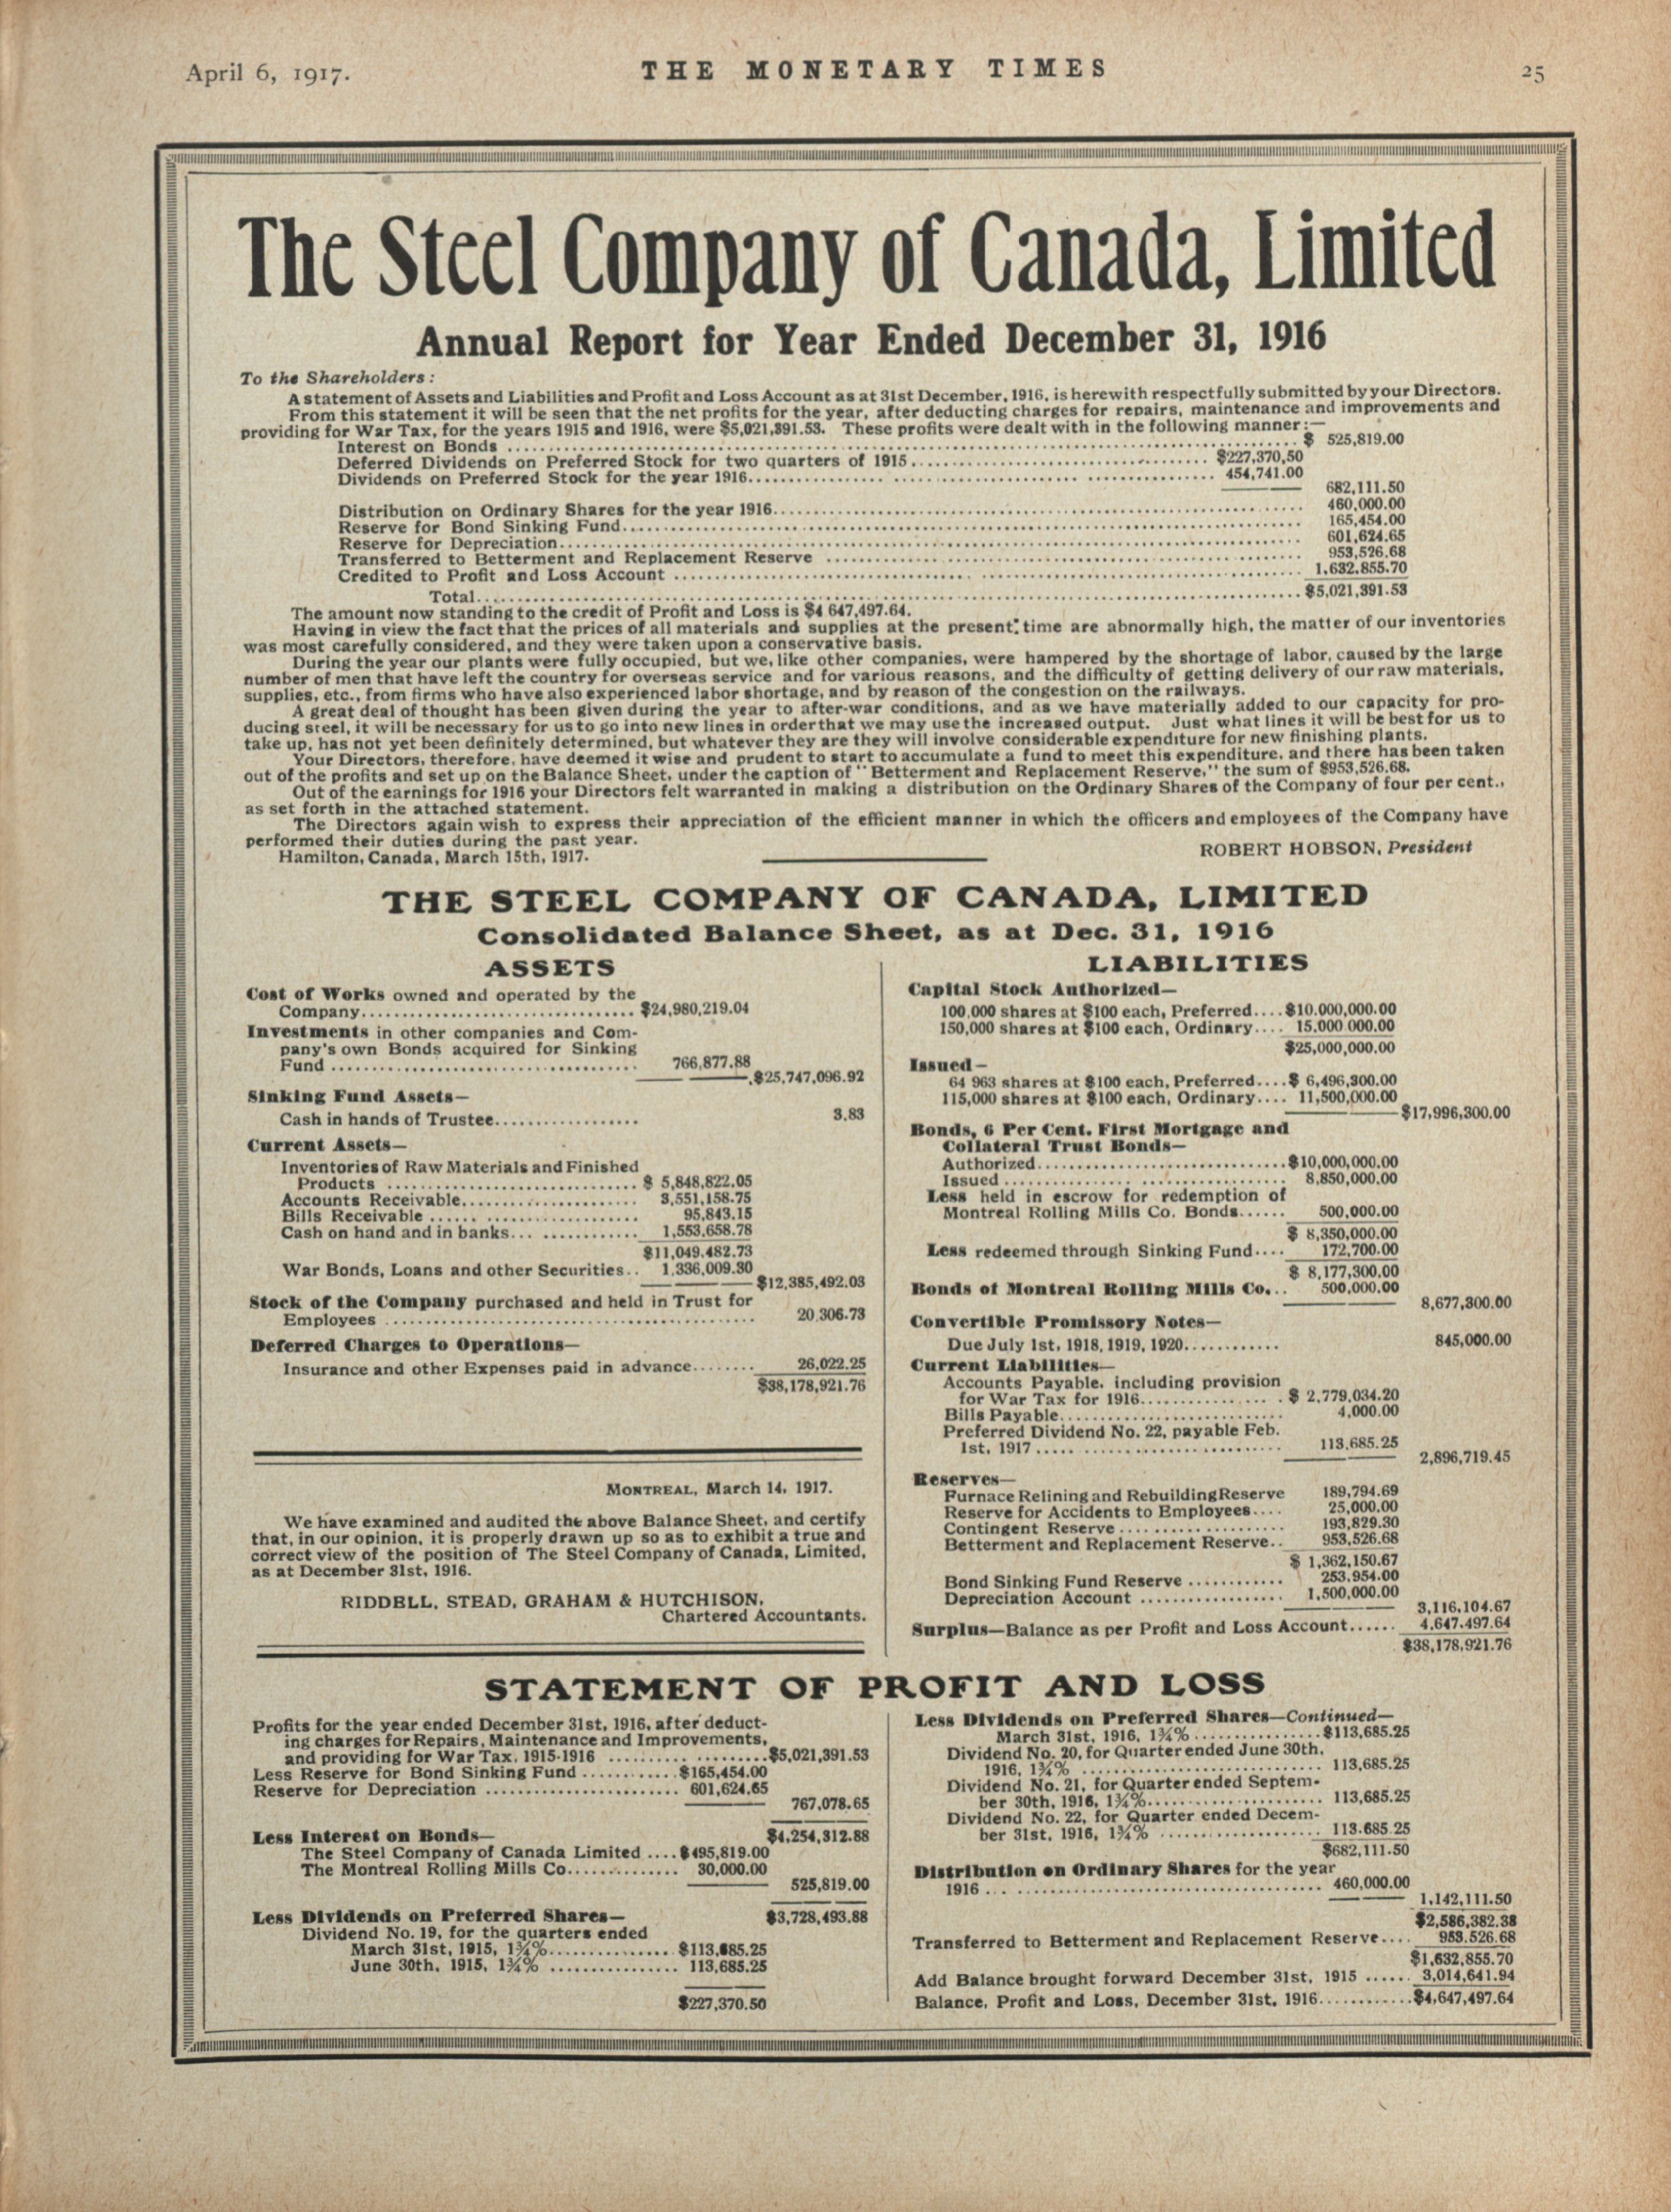 April 6, 1917.
THE MONETARY TIMES
25
The Steel Company of Canada, Limited
Annual Report for Year Ended December 31, 1916
To the Shareholders:
A statement of Assets and Liabilities and Profit and Loss Account as at 31st December, 1916, is herewith respectfully submitted by your Directors.
From this statement it will be seen that the net profits for the year, after deducting charges for repairs, maintenance and improvements and
providing for War Tax, for the years 1915 and 1916, were $5,021,391.53. These profits were dealt with in the following manner:—
Interest on Bonds ........ $ 525,819.00
Deferred Dividends on Preferred Stock for two quarters of 1915........ $227,370,50
Dividends on Preferred Stock for the year 1916........ 454,741.00
682,111.50
Distribution on Ordinary Shares for the year 1916........ 460,000.00
Reserve for Bond Sinking Fund........ 165,454.00
Reserve for Depreciation........ 601,624.65
Transferred to Betterment and Replacement Reserve ........ 953,526.68
Credited to Profit and Loss Account ........ 1,632,855.70
Total........ $5,021,391.53
The amount now standing to the credit of Profit and Loss is $4 647,497.64.
Having in view the fact that the prices of all materials and supplies at the present time are abnormally high, the matter of our inventories
was most carefully considered, and they were taken upon a conservative basis.
During the year our plants were fully occupied, but we, like other companies, were hampered by the shortage of labor, caused by the large
number of men that have left the country for overseas service and for various reasons, and the difficulty of getting delivery of our raw materials,
supplies, etc., from firms who have also experienced labor shortage, and by reason of the congestion on the railways.
A great deal of thought has been given during the year to after-war conditions, and as we have materially added to our capacity for pro-
ducing steel, it will be necessary for us to go into new lines in order that we may use the increased output. Just what lines it will be best for us to
take up, has not yet been definitely determined, but whatever they are they will involve considerable expenditure for new finishing plants.
Your Directors, therefore, have deemed it wise and prudent to start to accumulate a fund to meet this expenditure, and there has been taken
out of the profits and set up on the Balance Sheet, under the caption of "Betterment and Replacement Reserve," the sum of $953,526.68.
Out of the earnings for 1916 your Directors felt warranted in making a distribution on the Ordinary Shares of the Company of four per cent.,
as set forth in the attached statement.
The Directors again wish to express their appreciation of the efficient manner in which the officers and employees of the Company have
performed their duties during the past year.
Hamilton, Canada, March 15th, 1917.
ROBERT HOBSON, President
THE STEEL COMPANY OF CANADA, LIMITED
Consolidated Balance Sheet, as at Dec. 31, 1916
ASSETS
Cost of Works owned and operated by the
Company........ $24,980,219.04
Investments in other companies and Com-
pany's own Bonds acquired for Sinking
Fund ........ 766,877.88
$25,747,096.92
Sinking Fund Assets—
Cash in hands of Trustee........ 3.83
Current Assets—
Inventories of Raw Materials and Finished
Products ........ $ 5,848,822.05
Accounts Receivable........ 3,551,158.75
Bills Receivable ........ 95,843.15
Cash on hand and in banks........ 1,553,658.78
$11,049,482.73
War Bonds, Loans and other Securities.. 1,336,009.30
$12,385,492.03
Stock of the Company purchased and held in Trust for
Employees ........ 20,306.73
Deferred Charges to Operations—
Insurance and other Expenses paid in advance........ 26,022.25
$38,178,921.76
MONTREAL, March 14, 1917.
We have examined and audited the above Balance Sheet, and certify
that, in our opinion, it is properly drawn up so as to exhibit a true and
correct view of the position of The Steel Company of Canada, Limited,
as at December 31st, 1916.
RIDDELL, STEAD, GRAHAM & HUTCHISON,
Chartered Accountants.
LIABILITIES
Capital Stock Authorized—
100,000 shares at $100 each, Preferred.... $10,000,000.00
150,000 shares at $100 each, Ordinary.... 15,000 000.00
$25,000,000.00
Issued—
64 963 shares at $100 each, Preferred.... $ 6,496,300.00
115,000 shares at $100 each, Ordinary.... 11,500,000.00
$17,996,300.00
Bonds, 6 Per Cent. First Mortgage and
Collateral Trust Bonds—
Authorized........ $10,000,000.00
Issued ........ 8,850,000.00
Less held in escrow for redemption of
Montreal Rolling Mills Co. Bonds...... 500,000.00
$ 8,350,000.00
Less redeemed through Sinking Fund.... 172,700.00
$ 8,177,300.00
Bonds of Montreal Rolling Mills Co... 500,000.00
8,677,300.00
Convertible Promissory Notes—
Due July 1st, 1918, 1919, 1920........ 845,000.00
Current Liabilities—
Accounts Payable, including provision
for War Tax for 1916........ $ 2,779,034.20
Bills Payable........ 4,000.00
Preferred Dividend No. 22, payable Feb.
1st, 1917 ........ 113,685.25
2,896,719.45
Reserves—
Furnace Relining and Rebuilding Reserve 189,794.69
Reserve for Accidents to Employees.... 25,000.00
Contingent Reserve ........ 193,829.30
Betterment and Replacement Reserve.. 953,526.68
$ 1,362,150.67
Bond Sinking Fund Reserve ........ 253,954.00
Depreciation Account ........ 1,500,000.00
3,116,104.67
Surplus—Balance as per Profit and Loss Account...... 4,647,497.64
$38,178,921.76
STATEMENT OF PROFIT AND LOSS
Profits for the year ended December 31st, 1916, after deduct-
ing charges for Repairs, Maintenance and Improvements,
and providing for War Tax, 1915-1916 ........ $5,021,391.53
Less Reserve for Bond Sinking Fund ........ $165,454.00
Reserve for Depreciation ........ 601,624.65
767,078.65
$4,254,312.88
Less Interest on Bonds—
The Steel Company of Canada Limited .... $495,819.00
The Montreal Rolling Mills Co........ 30,000.00
525,819.00
$3,728,493.88
Less Dividends on Preferred Shares—
Dividend No. 19, for the quarters ended
March 31st, 1915, 1¾%........ $113,685.25
June 30th, 1915, 1¾% ........ 113,685.25
$227,370.50
Less Dividends on Preferred Shares—Continued—
March 31st, 1916, 1¾%........ $113,685.25
Dividend No. 20, for Quarter ended June 30th,
1916, 1¾% ........ 113,685.25
Dividend No. 21, for Quarter ended Septem-
ber 30th, 1916, 1¾%........ 113,685.25
Dividend No. 22, for Quarter ended Decem-
ber 31st, 1916, 1¾% ........ 113,685.25
$682,111.50
Distribution on Ordinary Shares for the year
1916 ........ 460,000.00
1,142,111.50
$2,586,382.38
Transferred to Betterment and Replacement Reserve.... 953,526.68
$1,632,855.70
Add Balance brought forward December 31st, 1915 ...... 3,014,641.94
Balance, Profit and Loss, December 31st, 1916........ $4,647,497.64